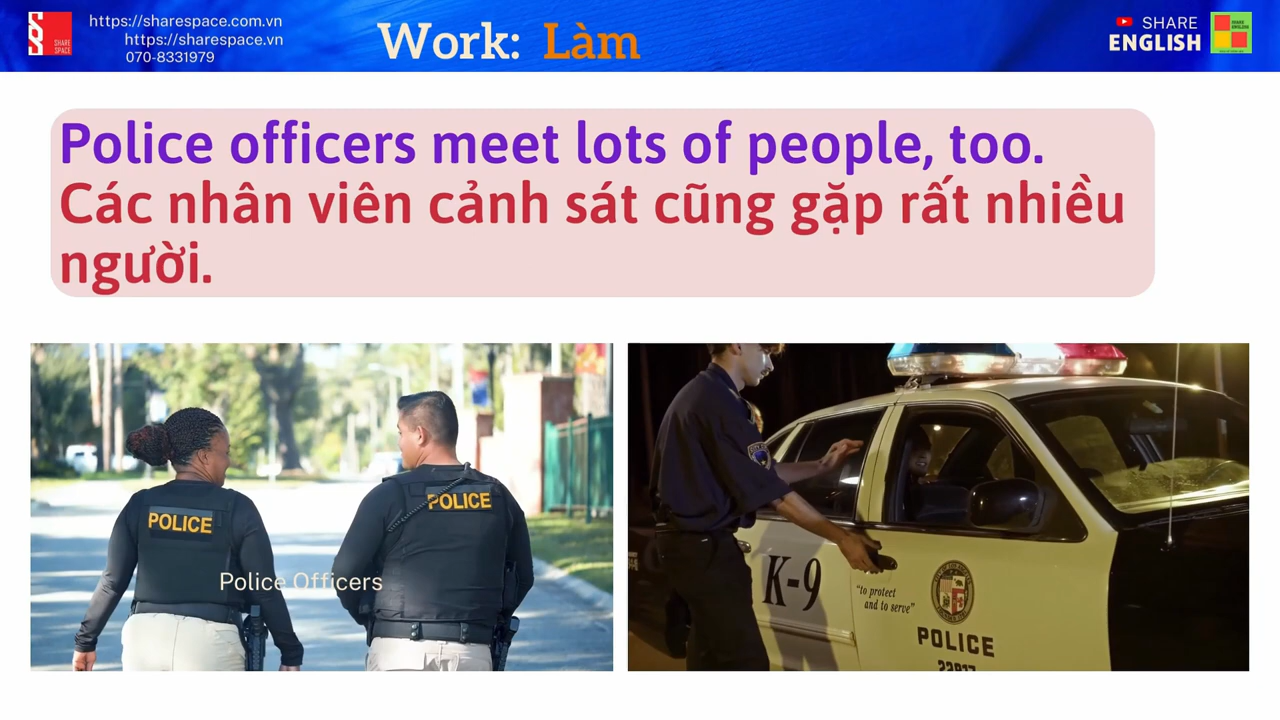 SHARE
SPACE
https://sharespace.com.vn
https://sharespace.vn
070-8331979
Work: Làm
SHARE
ENGLISH
Police officers meet lots of people, too.
Các nhân viên cảnh sát cũng gặp rất nhiều
người.
POLICE
POLICE
Police Officers
K-9
"to protect
and to serve"
POLICE